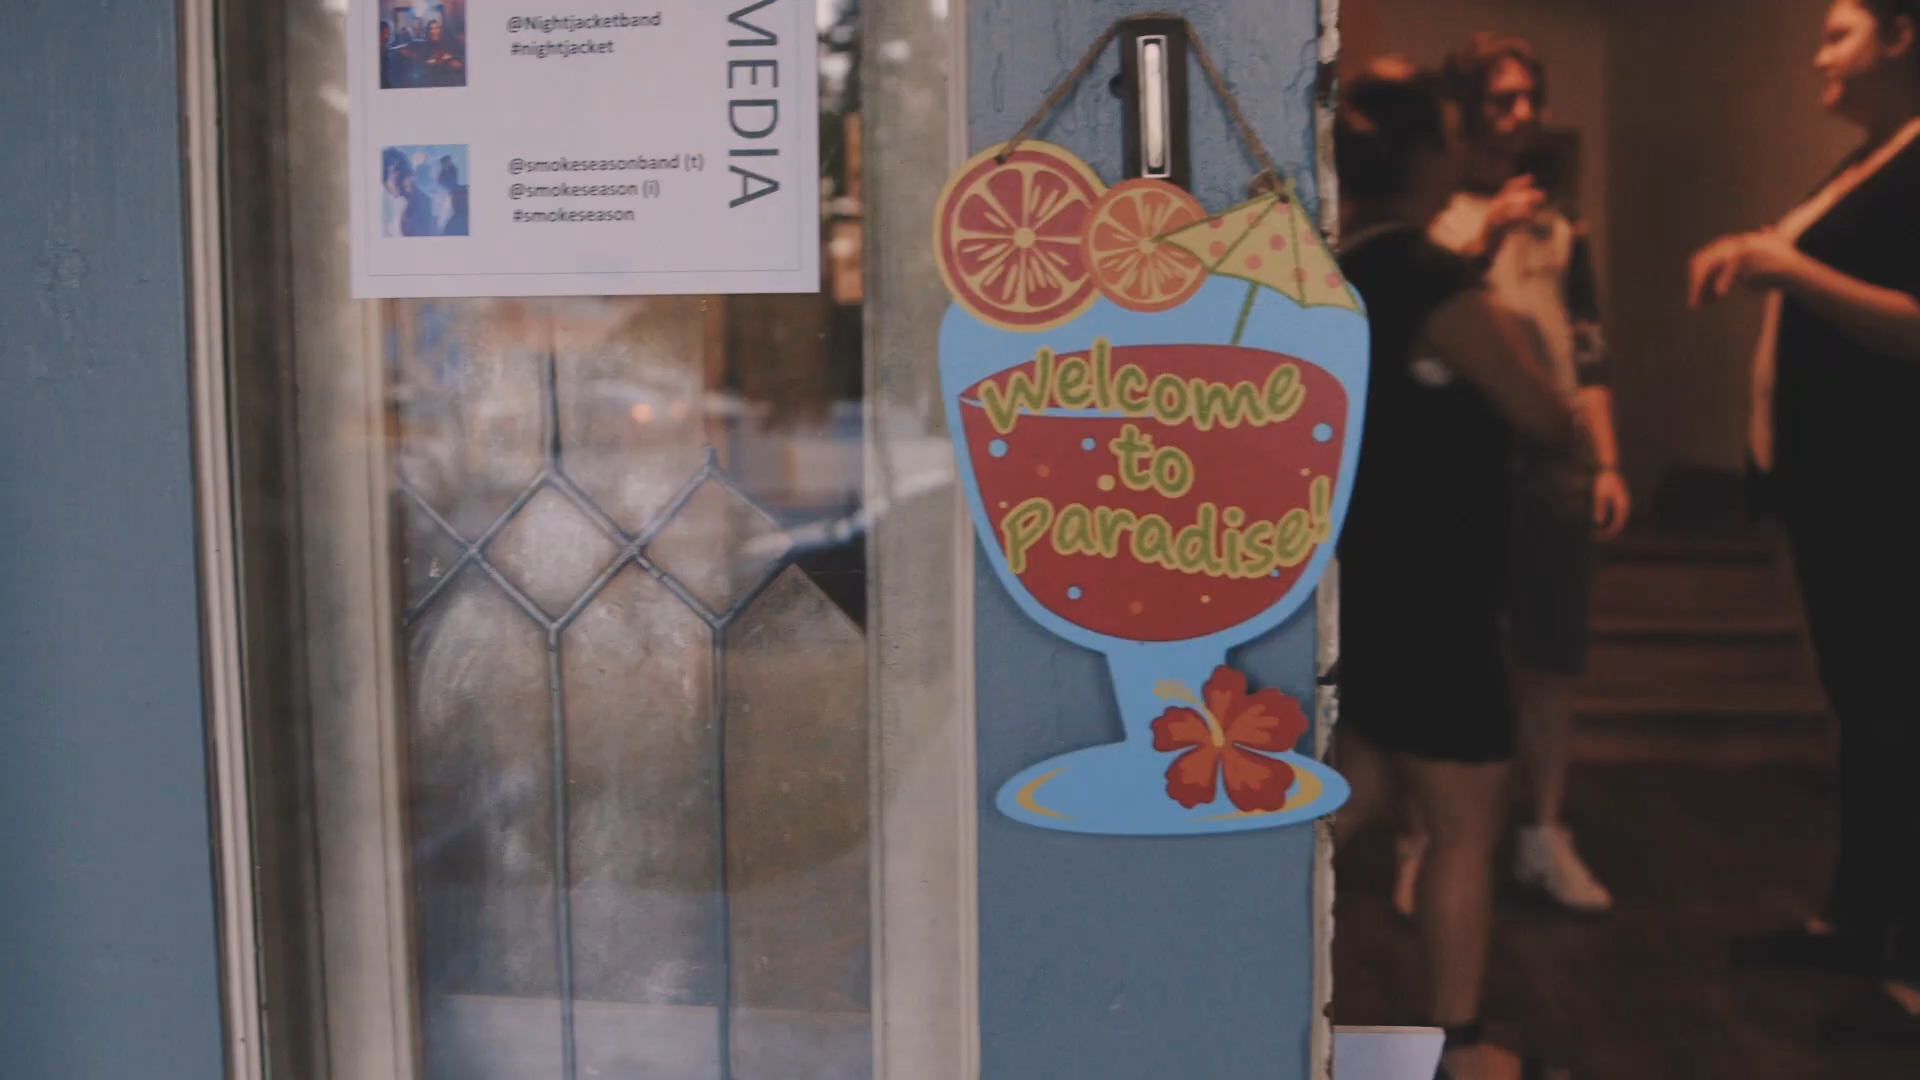 @Nightjacketband
#nightjacket
@smokeseasonband (t)
@smokeseason (i)
#smokeseason
MEDIA
Welcome
to
Paradise!